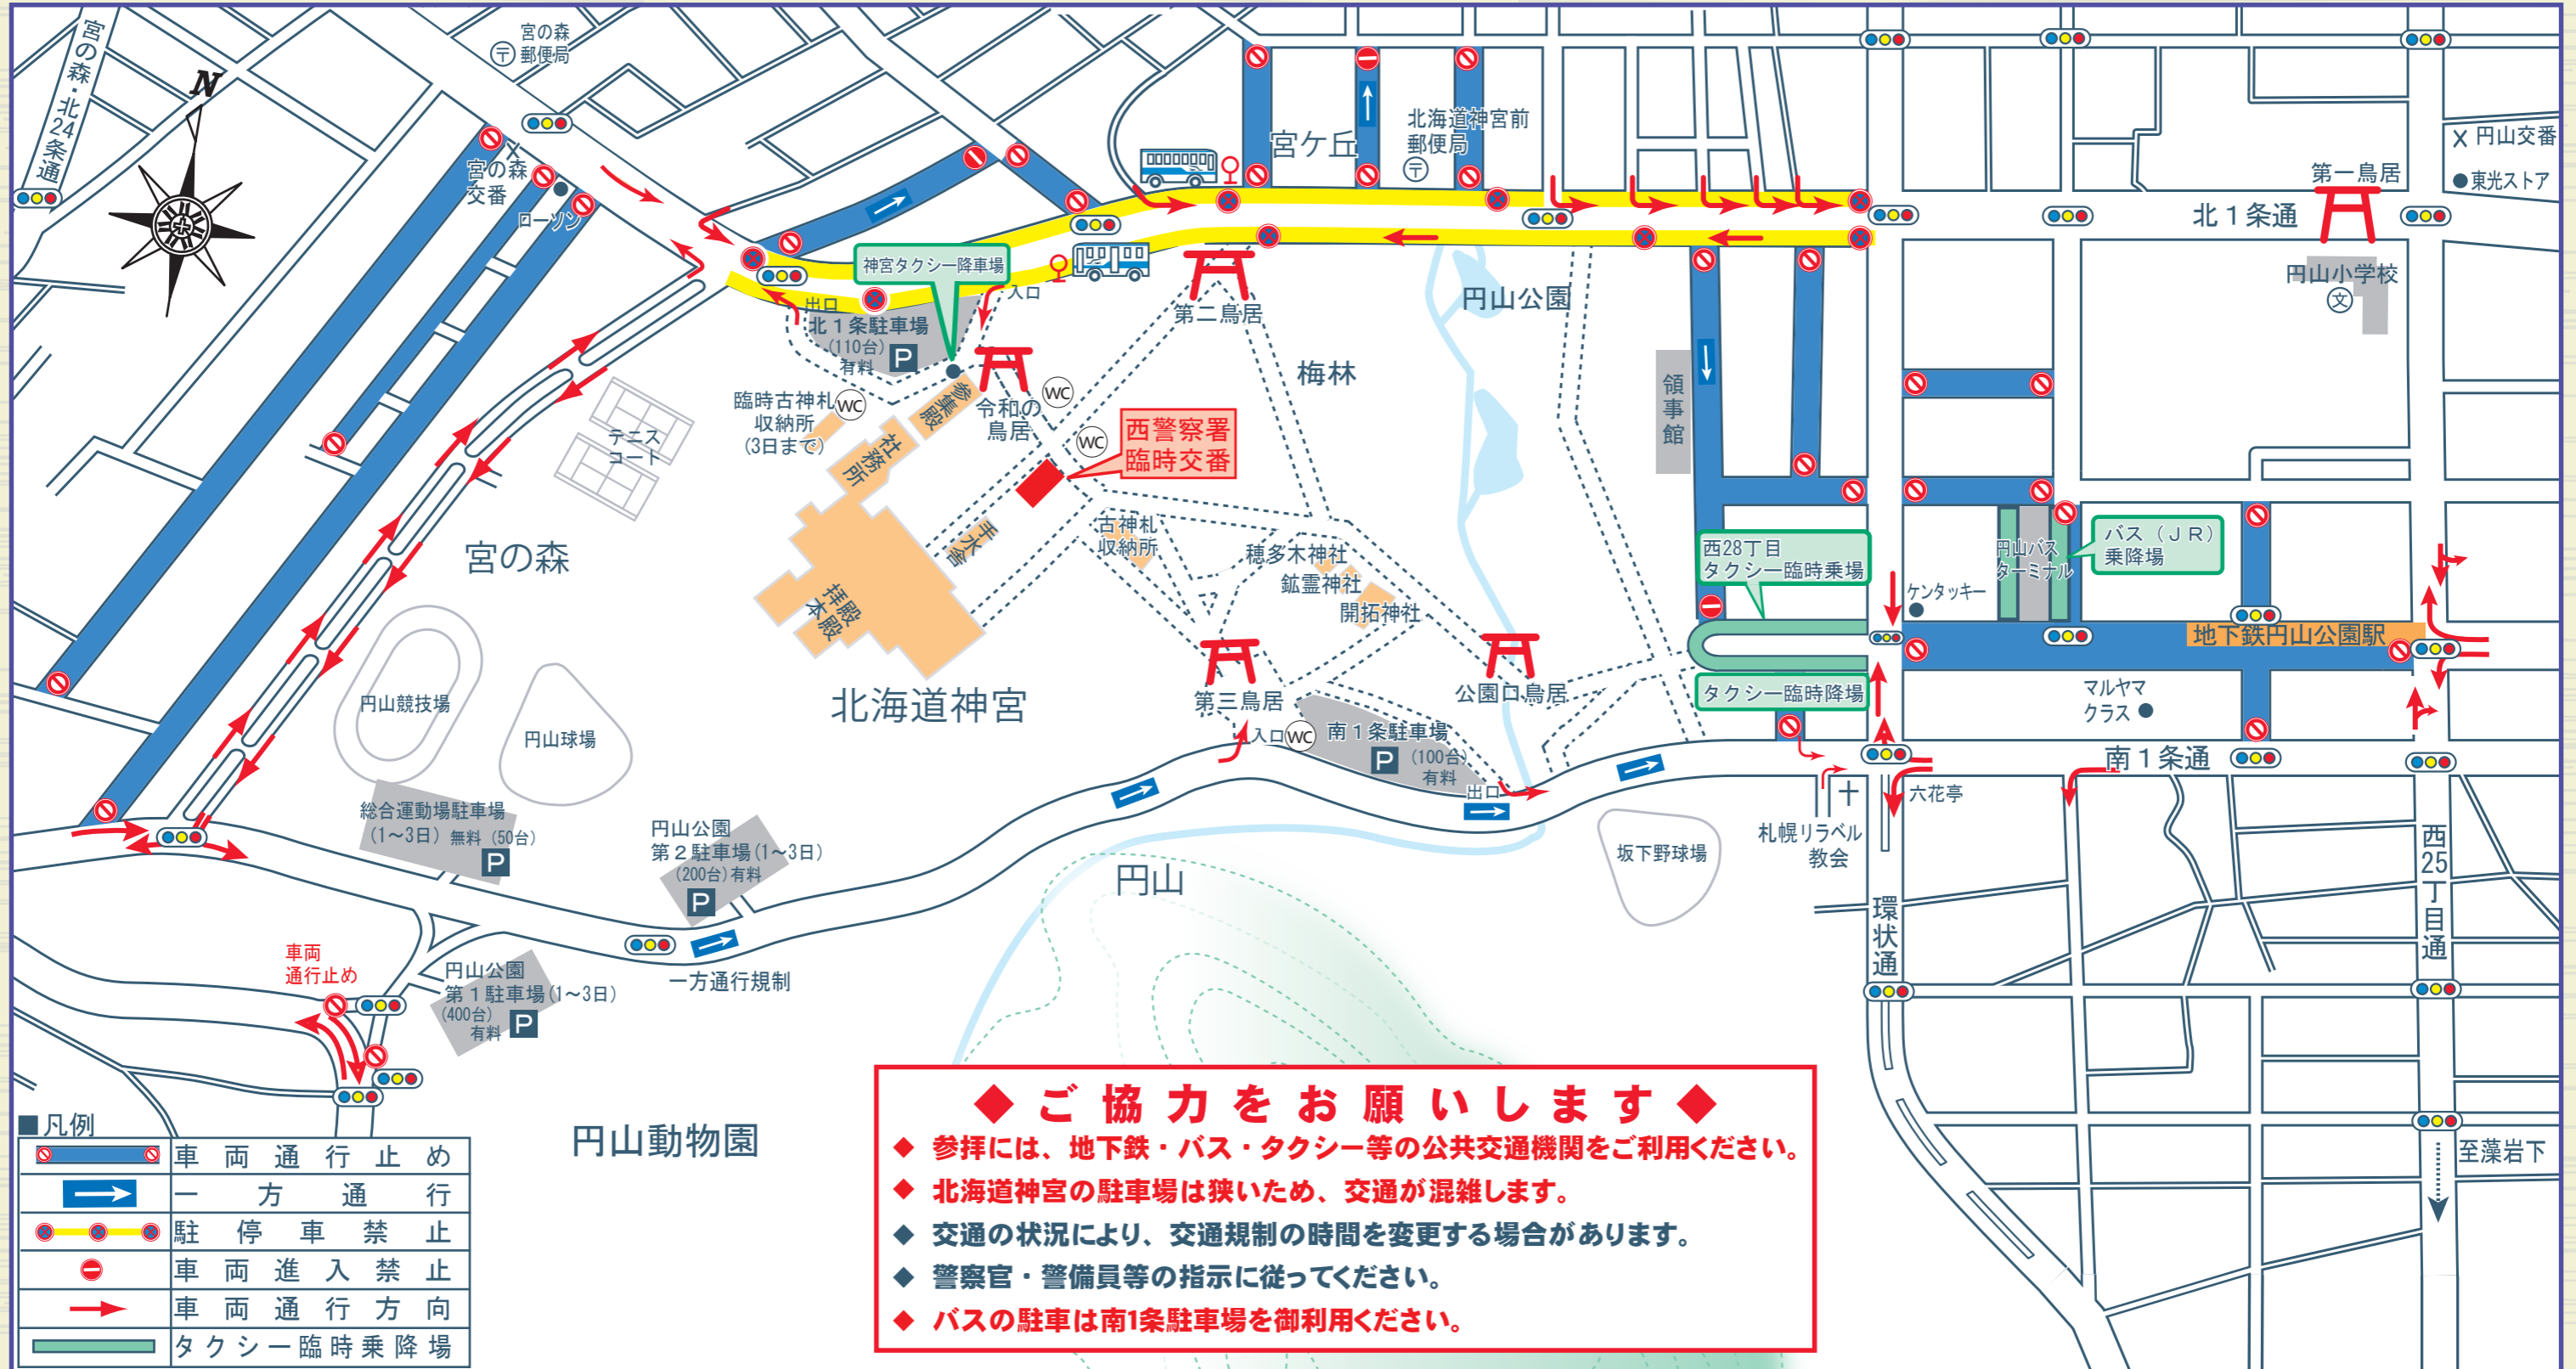 宮の森・北24条通
N
宮の森
〒 郵便局
宮の森
交番
ローソン
宮ケ丘
北海道神宮前
郵便局
〒
X 円山交番
●東光ストア
第一鳥居
北1条通
円山小学校
文
神宮タクシー降車場
出口
入口
北1条駐車場
(110台)
有料
P
第二鳥居
円山公園
梅林
領事館
臨時古神札
収納所
(3日まで)
WC
参集殿
令和の
鳥居
WC
WC
西警察署
臨時交番
社務所
テニス
コート
手水舎
古神札
収納所
穂多木神社
鉱霊神社
開拓神社
拝殿
本殿
宮の森
北海道神宮
西28丁目
タクシー臨時乗場
タクシー臨時降場
ケンタッキー
円山バス
ターミナル
バス（JR）
乗降場
地下鉄円山公園駅
マルヤマ
クラス
南1条通
第三鳥居
公園口鳥居
入口
WC
南1条駐車場
P
(100台)
有料
出口
円山競技場
円山球場
総合運動場駐車場
(1～3日) 無料 (50台)
P
円山公園
第2駐車場(1～3日)
(200台)有料
P
円山
坂下野球場
札幌リラベル
教会
六花亭
環状通
西25丁目通
車両
通行止め
円山公園
第1駐車場(1～3日)
(400台)
有料
P
一方通行規制
円山動物園
至藻岩下
■凡例
車両通行止め
一方通行
駐停車禁止
車両進入禁止
車両通行方向
タクシー臨時乗降場
◆ご協力をお願いします◆
◆ 参拝には、地下鉄・バス・タクシー等の公共交通機関をご利用ください。
◆ 北海道神宮の駐車場は狭いため、交通が混雑します。
◆ 交通の状況により、交通規制の時間を変更する場合があります。
◆ 警察官・警備員等の指示に従ってください。
◆ バスの駐車は南1条駐車場を御利用ください。